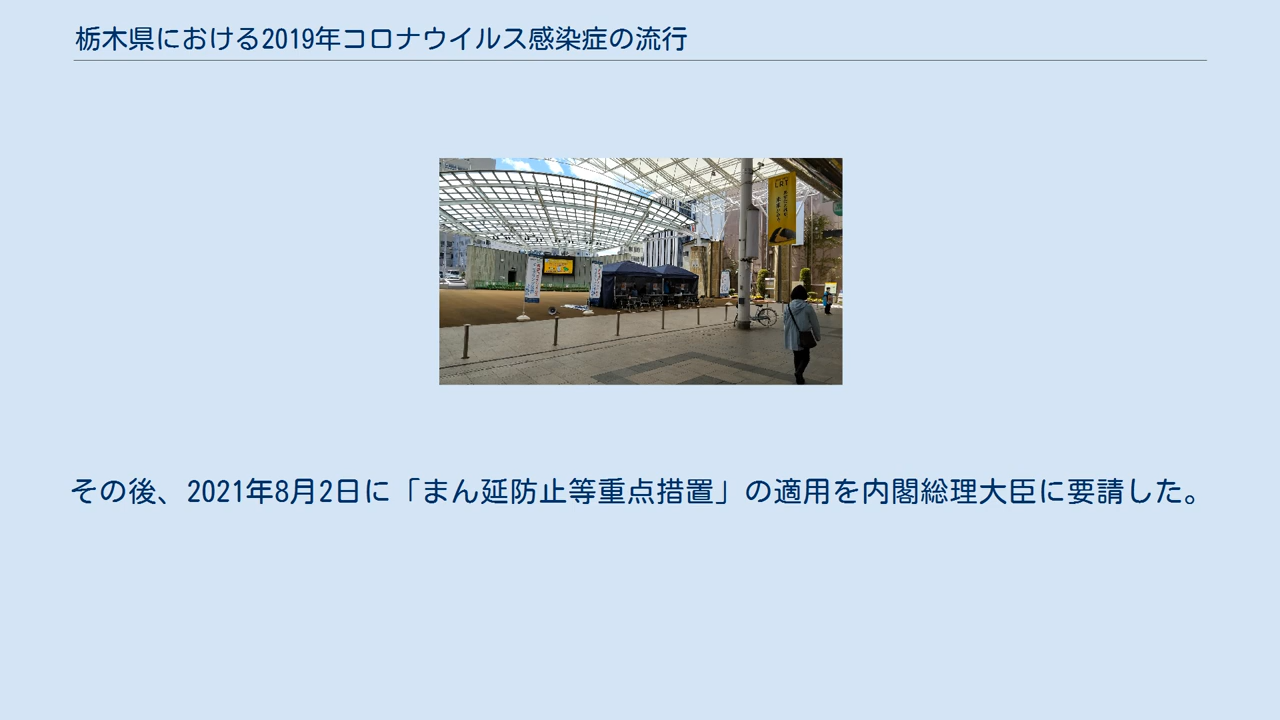 栃木県における2019年コロナウイルス感染症の流行
LRT
その後、2021年8月2日に「まん延防止等重点措置」の適用を内閣総理大臣に要請した。